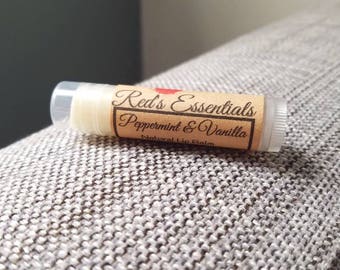 Red's Essentials
Peppermint & Vanilla
Natural Lip Balm